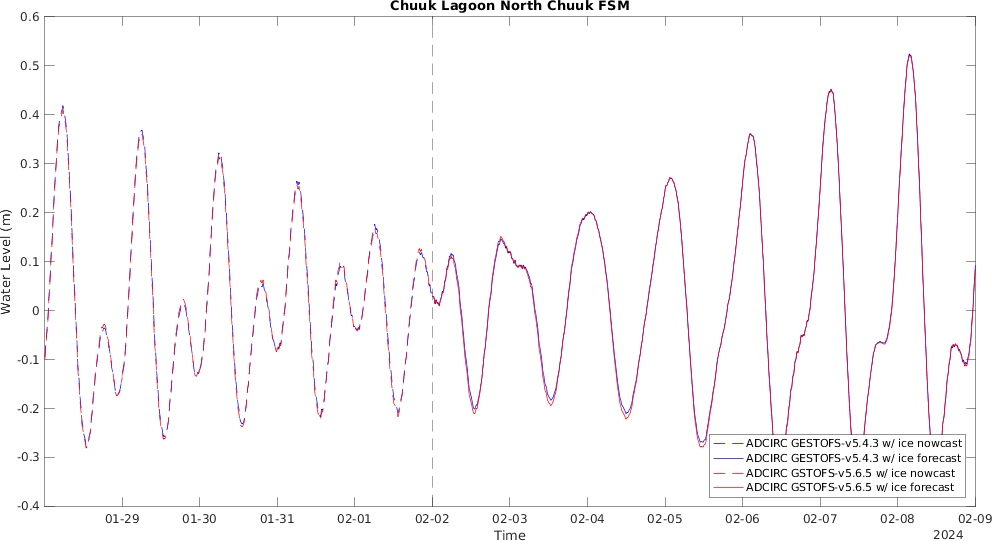 Chuuk Lagoon North Chuuk FSM
0.6
0.5
0.4
0.3
0.2
0.1
0
-0.1
-0.2
-0.3
-0.4
Water Level (m)
ADCIRC GESTOFS-v5.4.3 w/ ice nowcast
ADCIRC GESTOFS-v5.4.3 w/ ice forecast
ADCIRC GSTOFS-v5.6.5 w/ ice nowcast
ADCIRC GSTOFS-v5.6.5 w/ ice forecast
01-29 01-30 01-31 02-01 02-02 02-03 02-04 02-05 02-06 02-07 02-08 02-09
Time
2024